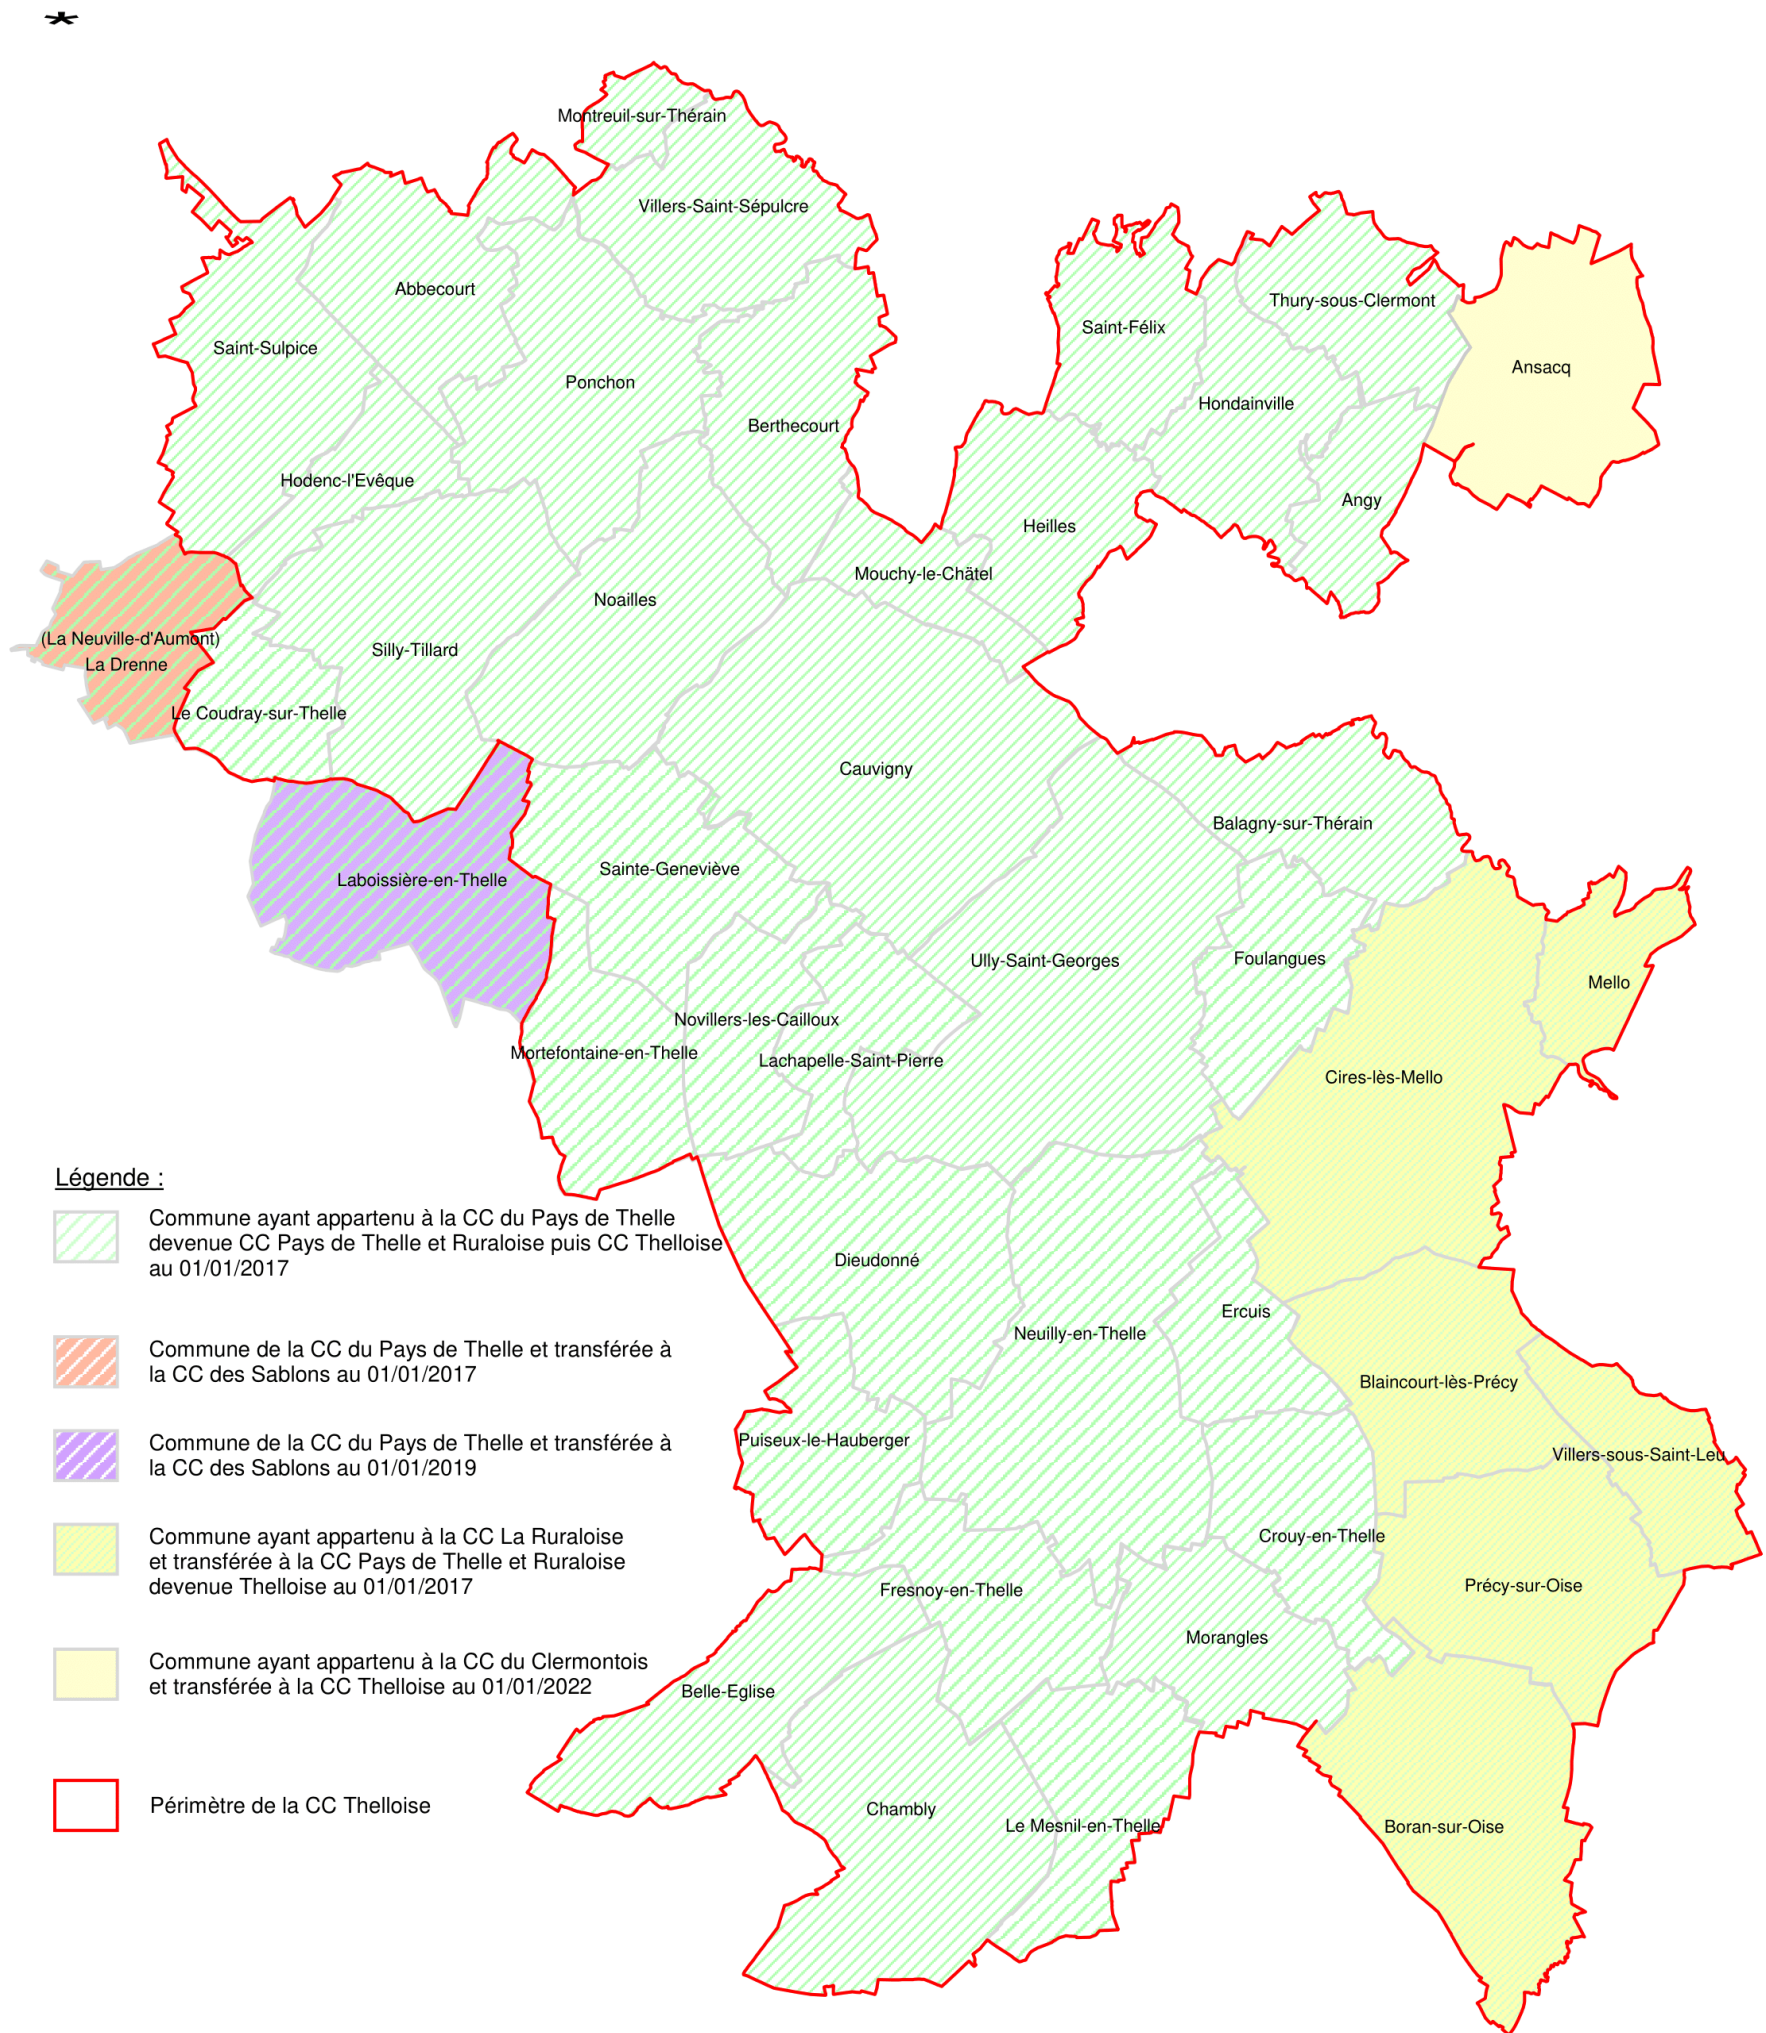 *
Montreuil-sur-Thérain
Villers-Saint-Sépulcre
Abbecourt
Thury-sous-Clermont
Saint-Félix
Saint-Sulpice
Ansacq
Ponchon
Hondainville
Berthecourt
Hodenc-l'Evêque
Angy
Heilles
Mouchy-le-Châtel
Noailles
(La Neuville-d'Aumont)
La Drenne
Silly-Tillard
Le Coudray-sur-Thelle
Cauvigny
Balagny-sur-Thérain
Sainte-Geneviève
Laboissière-en-Thelle
Foulangues
Ully-Saint-Georges
Mello
Novillers-les-Cailloux
Mortefontaine-en-Thelle
Lachapelle-Saint-Pierre
Cires-lès-Mello
Dieudonné
Ercuis
Neuilly-en-Thelle
Blaincourt-lès-Précy
Puiseux-le-Hauberger
Villers-sous-Saint-Leu
Crouy-en-Thelle
Précy-sur-Oise
Fresnoy-en-Thelle
Morangles
Belle-Eglise
Chambly
Le Mesnil-en-Thelle
Boran-sur-Oise
Légende :
Commune ayant appartenu à la CC du Pays de Thelle
devenue CC Pays de Thelle et Ruraloise puis CC Thelloise
au 01/01/2017
Commune de la CC du Pays de Thelle et transférée à
la CC des Sablons au 01/01/2017
Commune de la CC du Pays de Thelle et transférée à
la CC des Sablons au 01/01/2019
Commune ayant appartenu à la CC La Ruraloise
et transférée à la CC Pays de Thelle et Ruraloise
devenue Thelloise au 01/01/2017
Commune ayant appartenu à la CC du Clermontois
et transférée à la CC Thelloise au 01/01/2022
Périmètre de la CC Thelloise